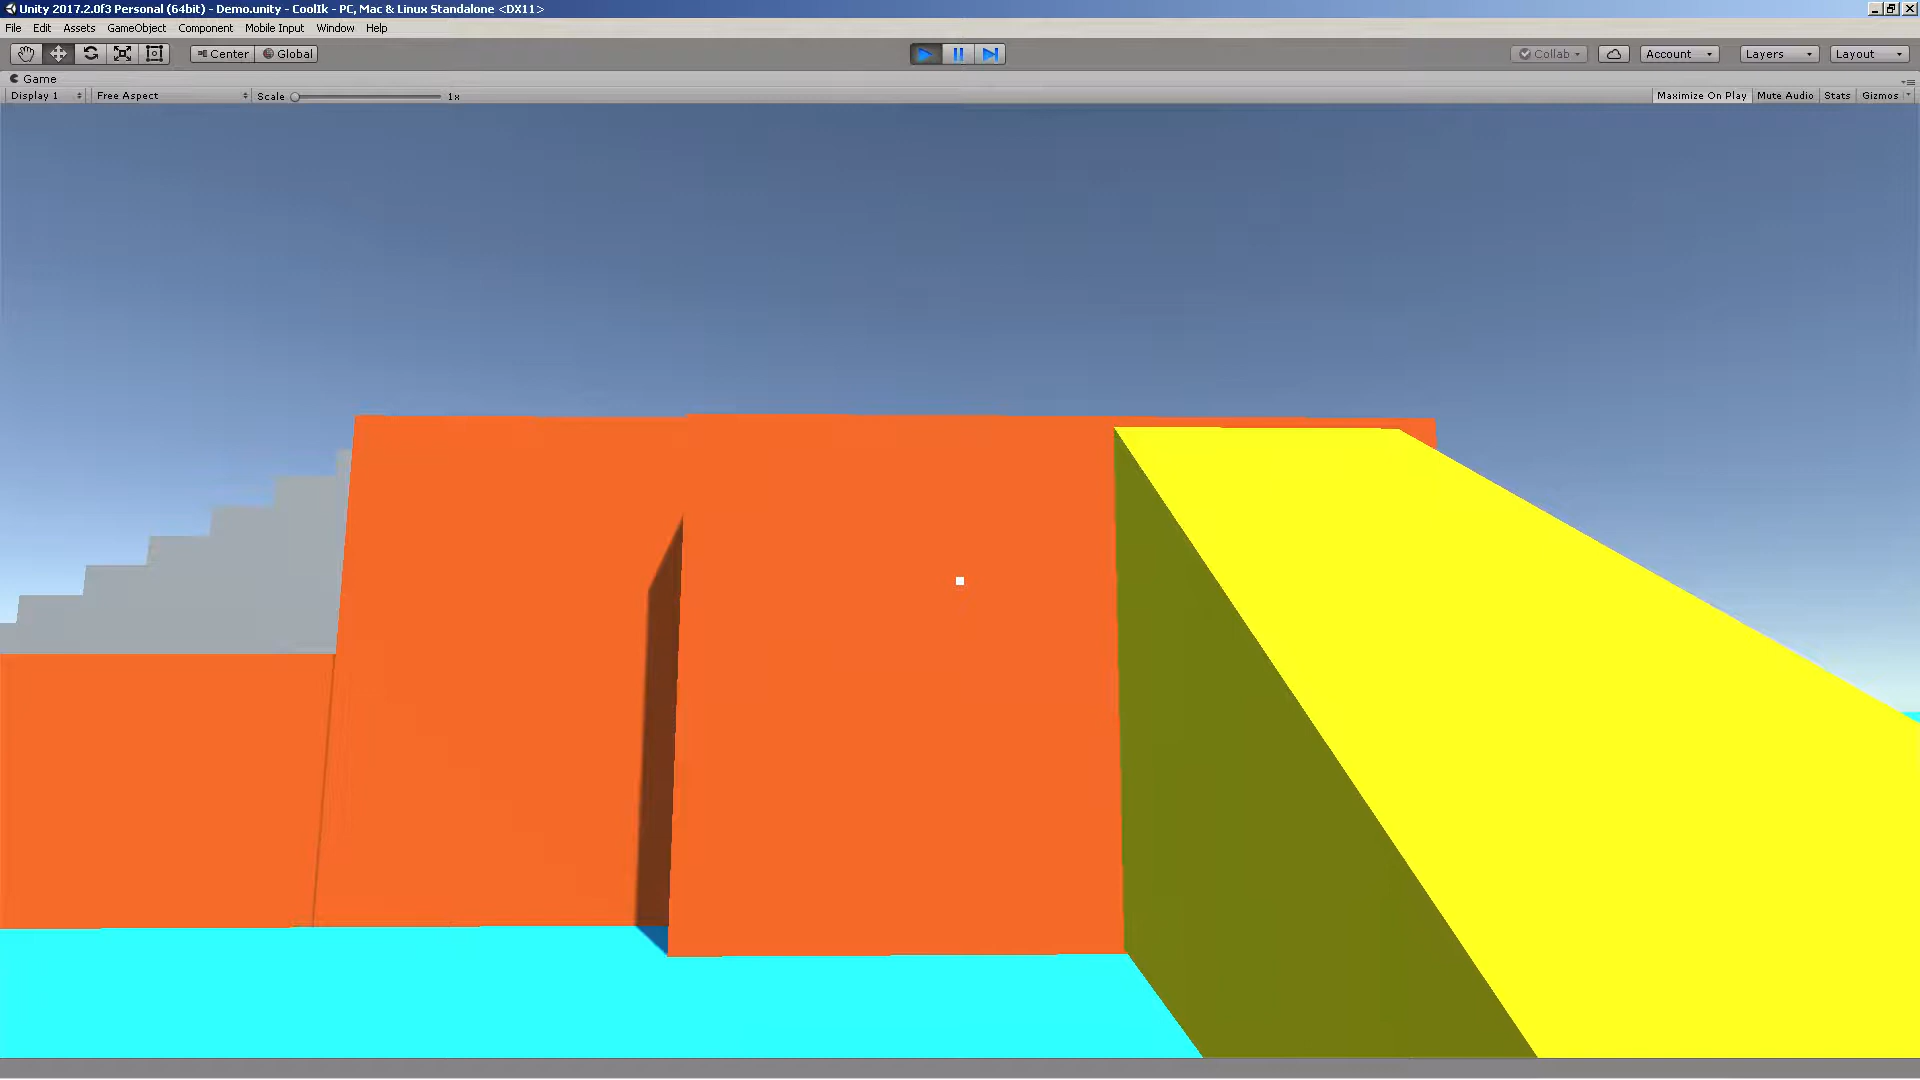 Unity 2017.2.0f3 Personal (64bit) - Demo.unity - CoolIk - PC, Mac & Linux Standalone <DX11>
File Edit Assets GameObject Component Mobile Input Window Help
Center Global Collab Account Layers Layout
Game
Display 1 Free Aspect Scale 1x Maximize On Play Mute Audio Stats Gizmos